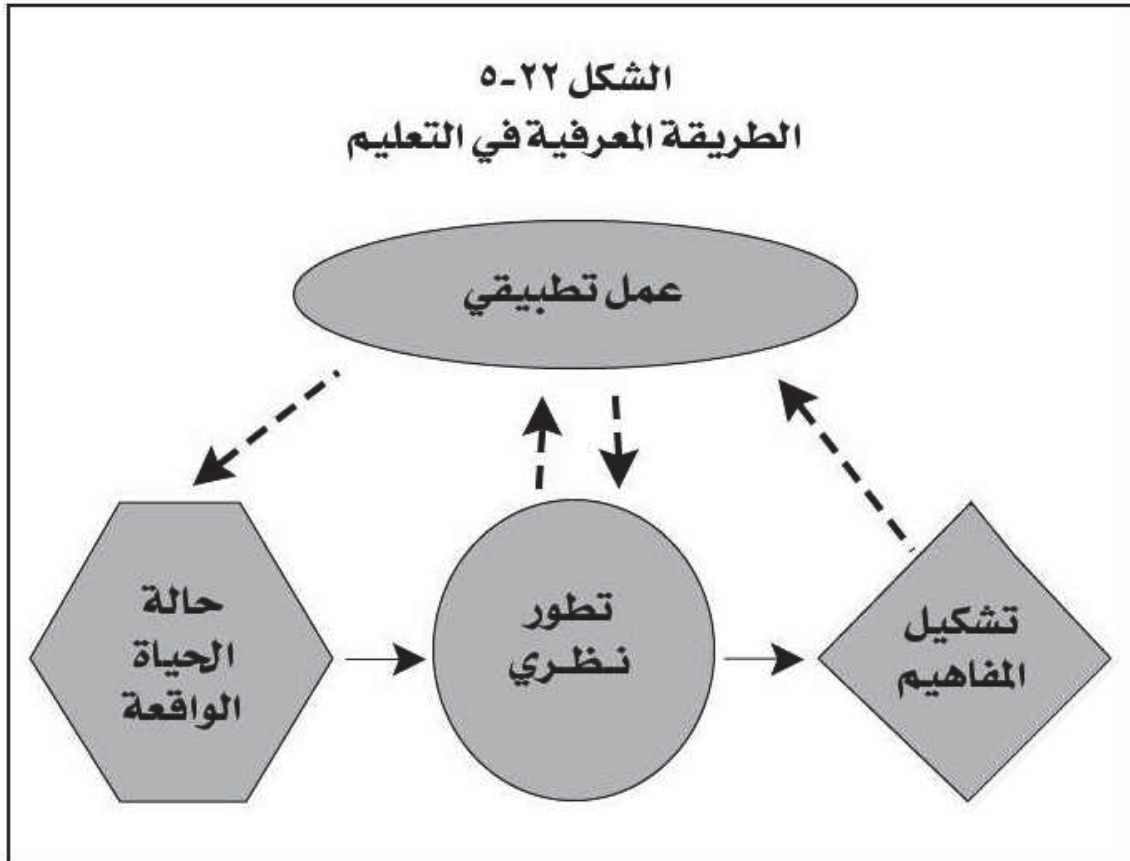 الشكل ٢٢-٥
الطريقة المعرفية في التعليم
عمل تطبيقي
حالة
الحياة
الواقعة
تطور
نظري
تشكيل
المفاهيم